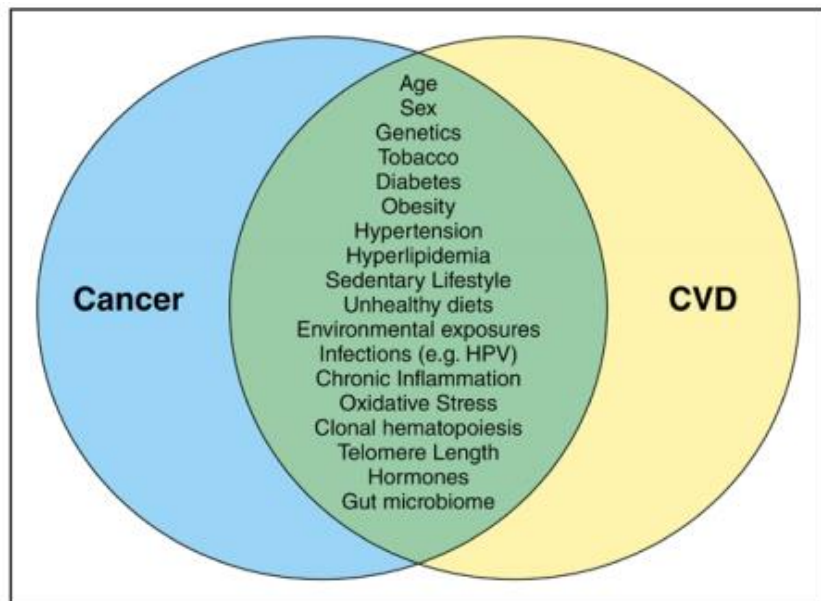 Age
Sex
Genetics
Tobacco
Diabetes
Obesity
Hypertension
Hyperlipidemia
Sedentary Lifestyle
Cancer
Unhealthy diets
CVD
Environmental exposures
Infections (e.g. HPV)
Chronic Inflammation
Oxidative Stress
Clonal hematopoiesis
Telomere Length
Hormones
Gut microbiome